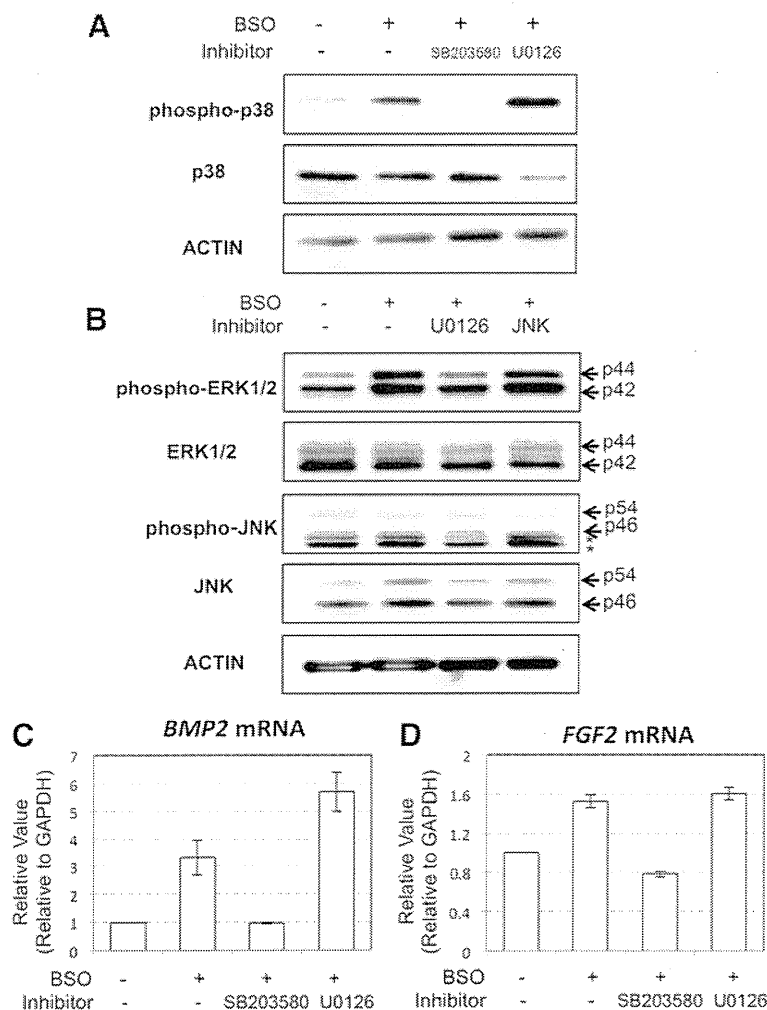 A
BSO - + + +
Inhibitor - - SB203580 U0126
phospho-p38
p38
ACTIN
B
BSO - + + +
Inhibitor - - U0126 JNK
phospho-ERK1/2
p44
p42
ERK1/2
p44
p42
phospho-JNK
p54
p46
*
*
JNK
p54
p46
ACTIN
C
BMP2 mRNA
Relative Value
(Relative to GAPDH)
7
6
5
4
3
2
1
0
BSO - + + +
Inhibitor - - SB203580 U0126
D
FGF2 mRNA
Relative Value
(Relative to GAPDH)
2
1.6
1.2
0.8
0.4
0
BSO - + + +
Inhibitor - - SB203580 U0126